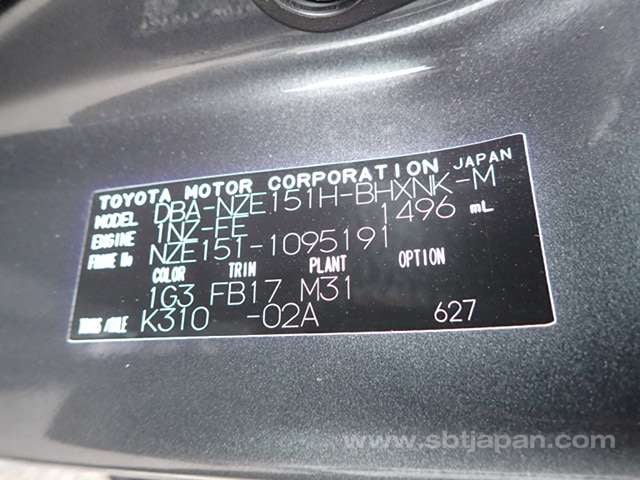 TOYOTA MOTOR CORPORATION JAPAN
MODEL DBA-NZE151H-BHXNK-M
ENGINE 1NZ-FE 1496 mL
FRAME No NZE151-1095191
COLOR TRIM PLANT OPTION
1G3 FB17 M31
TRANS AXLE K310 -02A 627
www.sbtjapan.com